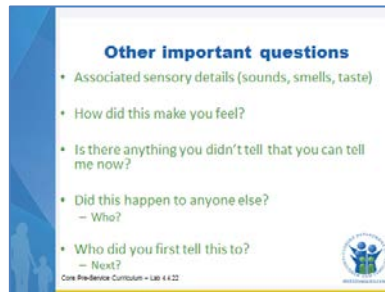 Other important questions
• Associated sensory details (sounds, smells, taste)
• How did this make you feel?
• Is there anything you didn't tell that you can tell
me now?
• Did this happen to anyone else?
– Who?
• Who did you first tell this to?
– Next?
Core Pre-Service Curriculum – Lab 4.4.22